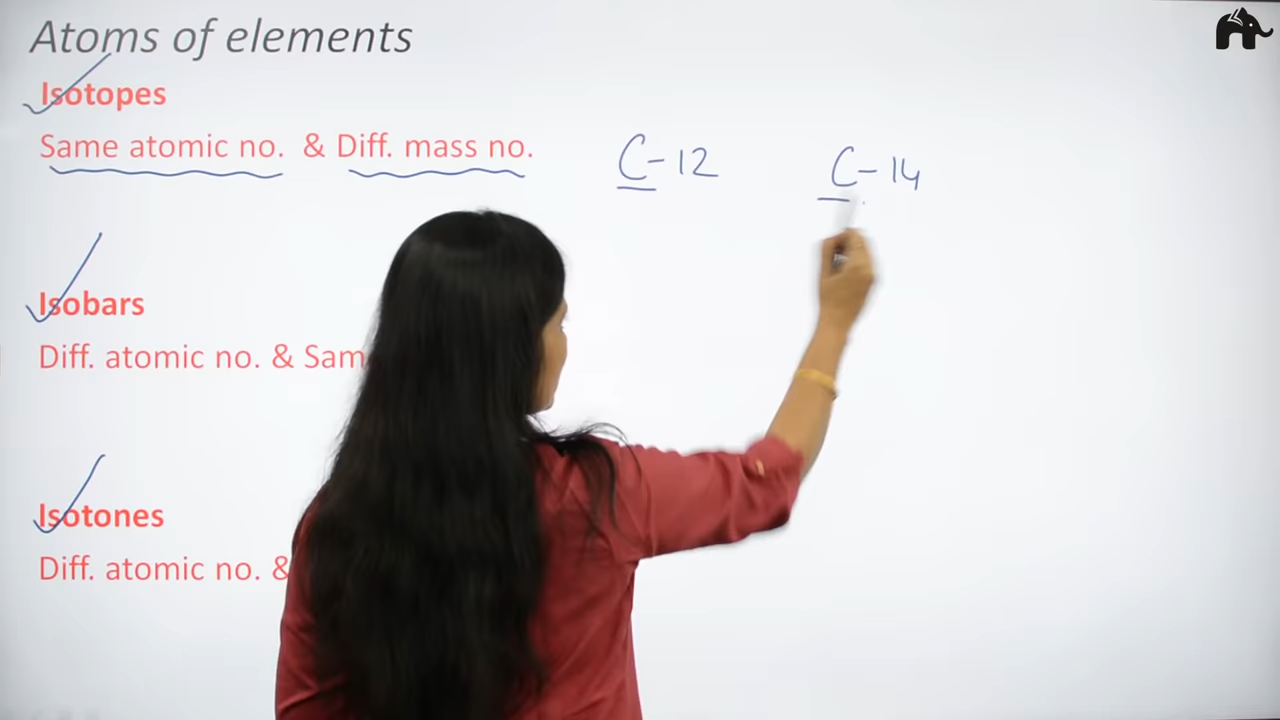 Atoms of elements
Isotopes
Same atomic no. & Diff. mass no. C-12 C-14
Isobars
Diff. atomic no. & Sam
Isotones
Diff. atomic no. &